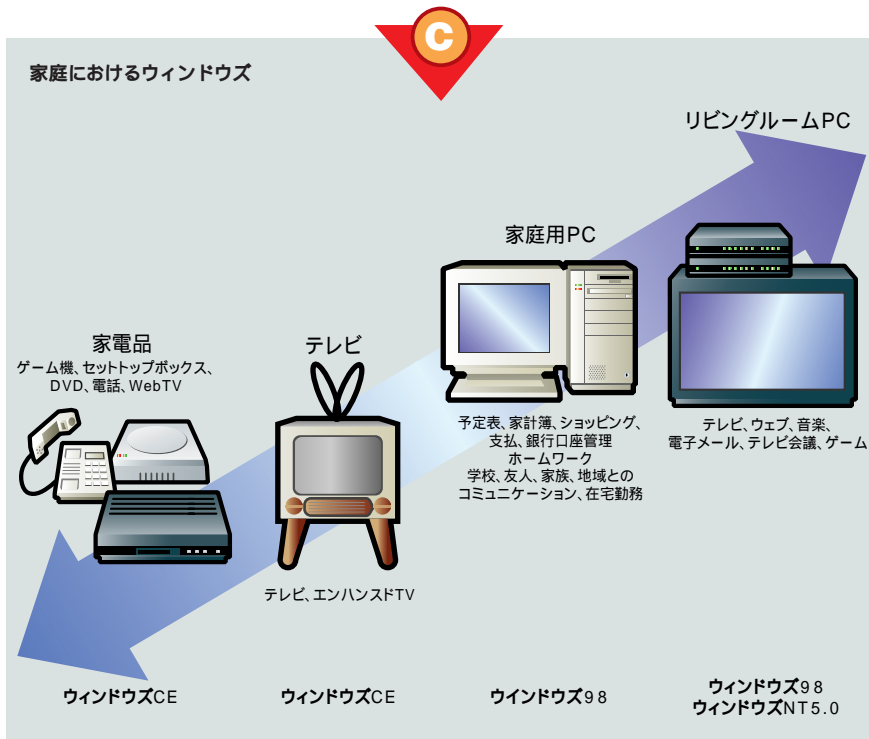 C
家庭におけるウィンドウズ
リビングルームPC
家庭用PC
家電品
ゲーム機、セットトップボックス、
DVD、電話、WebTV
テレビ
予定表、家計簿、ショッピング、
支払、銀行口座管理
ホームワーク
学校、友人、家族、地域との
コミュニケーション、在宅勤務
テレビ、ウェブ、音楽、
電子メール、テレビ会議、ゲーム
テレビ、エンハンスドTV
ウィンドウズCE
ウィンドウズCE
ウインドウズ98
ウィンドウズ98
ウィンドウズNT5.0